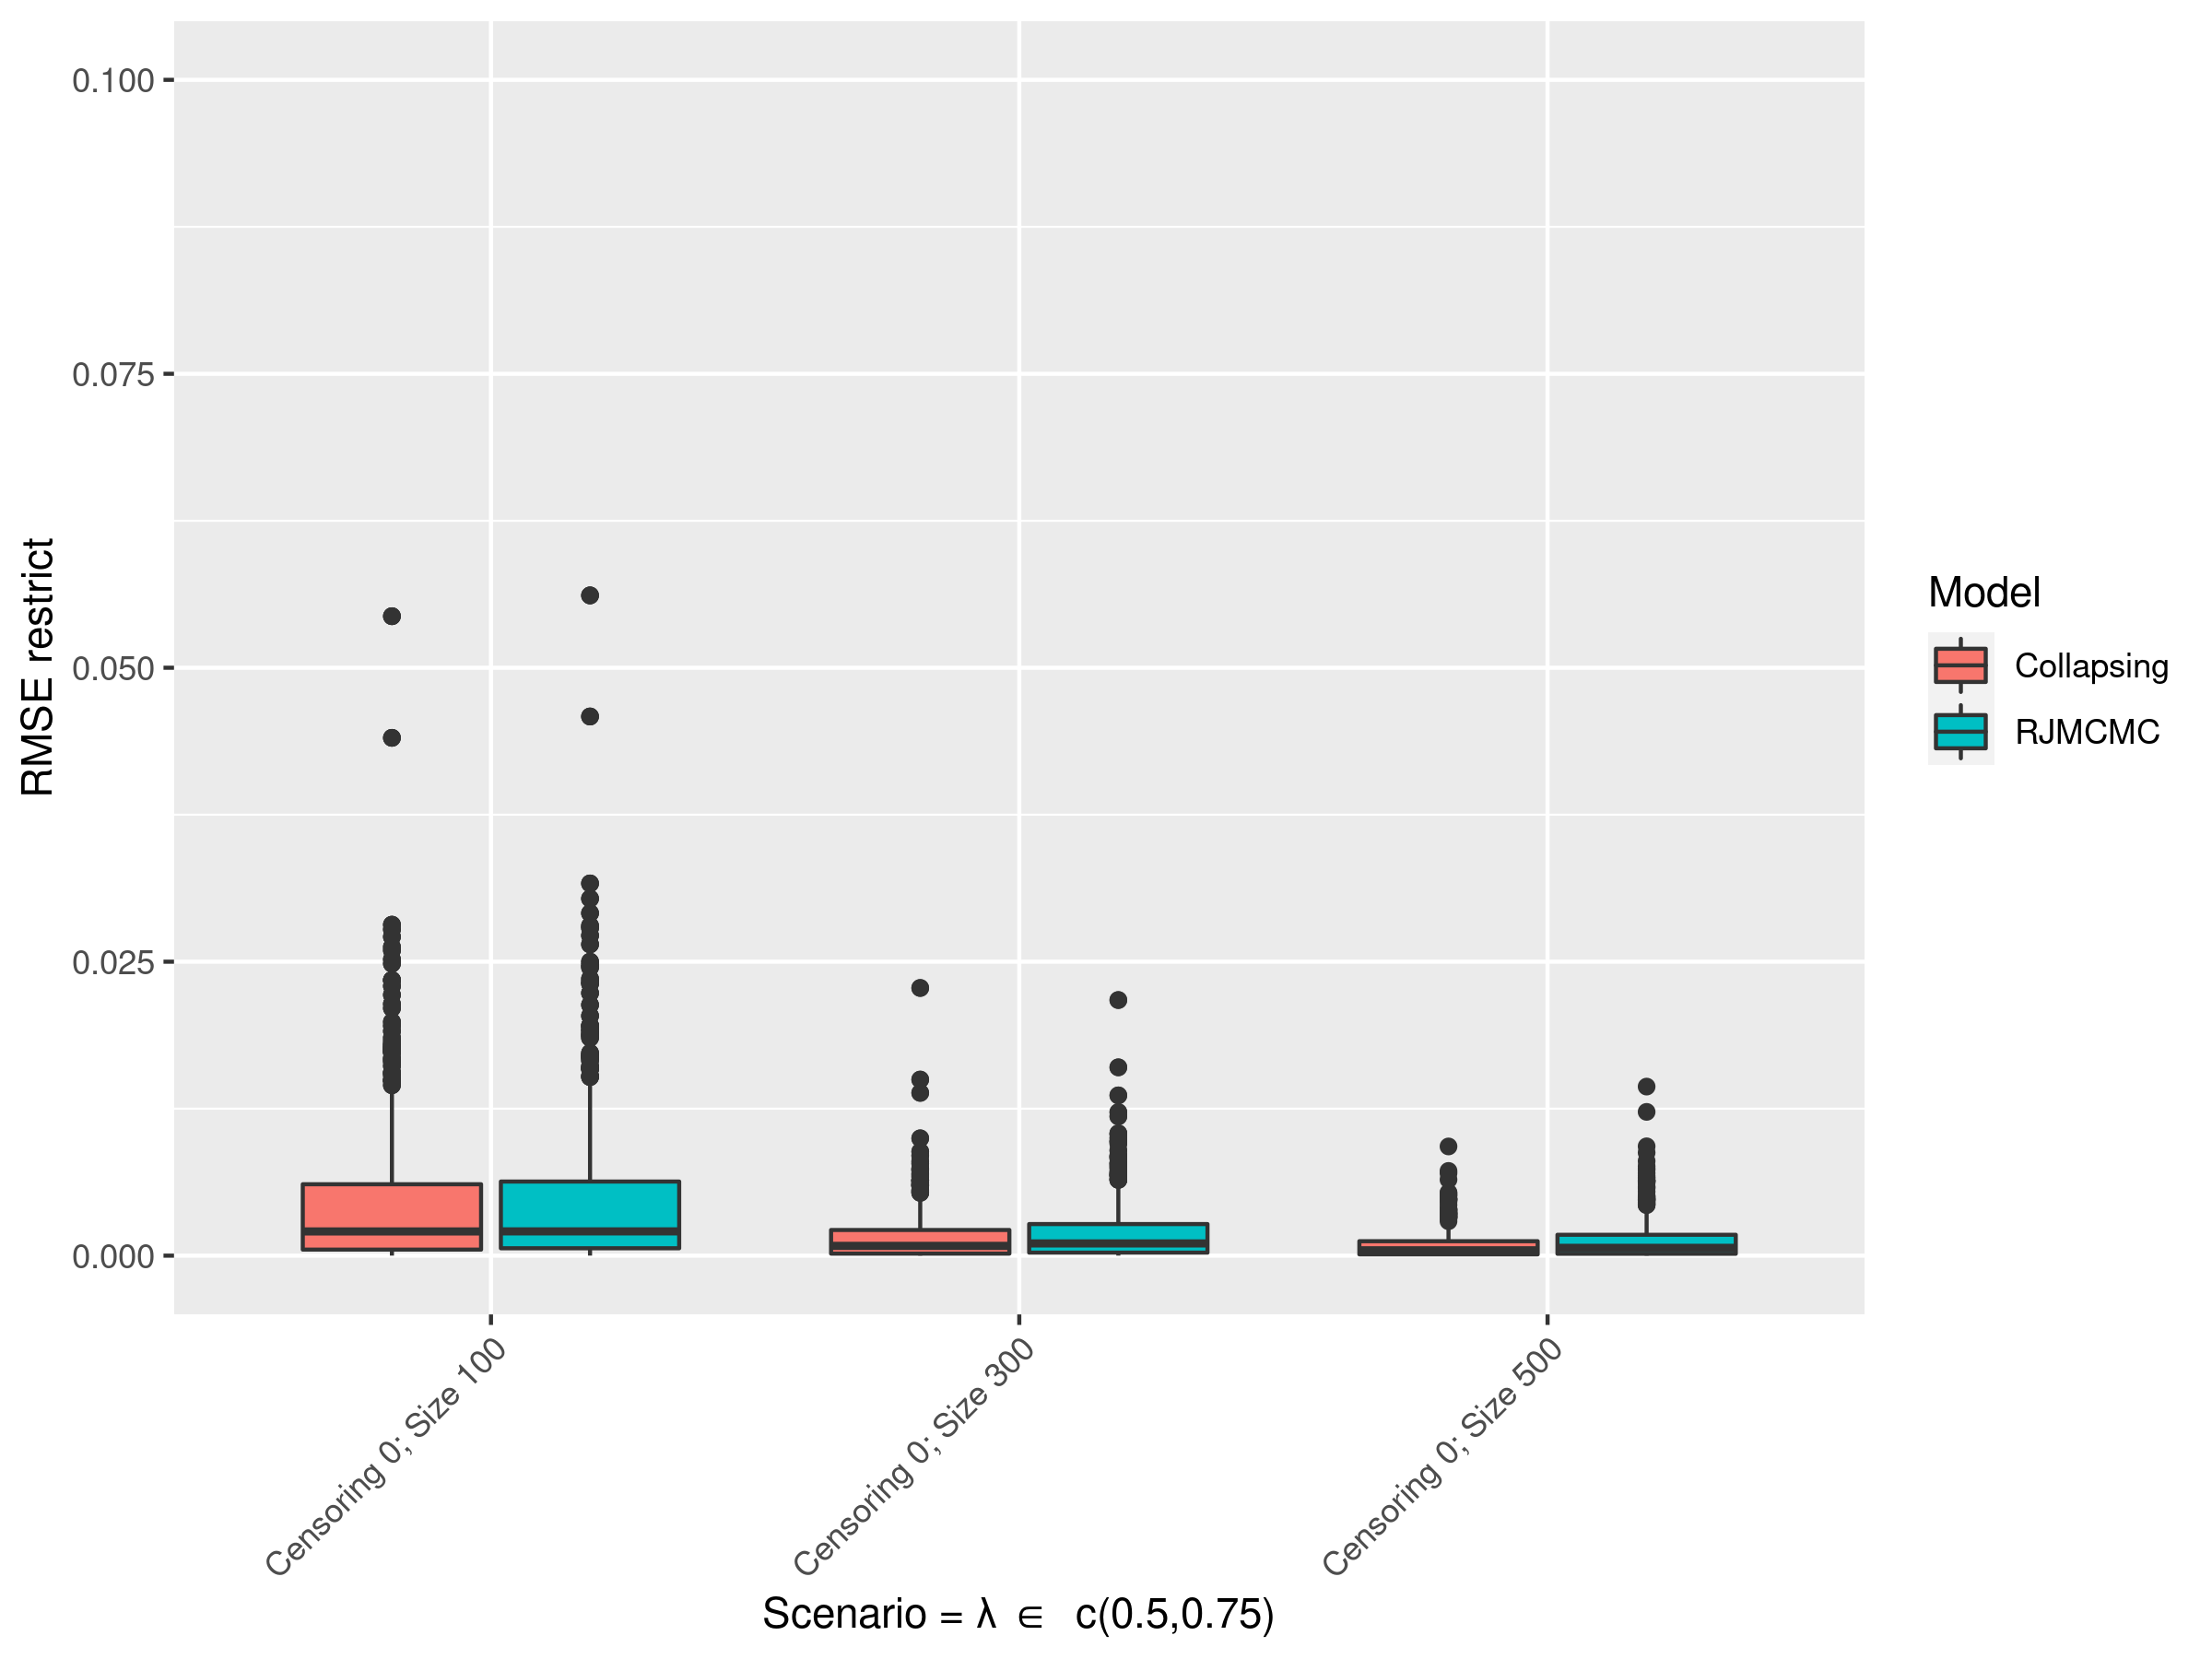 RMSE restrict
0.100
0.075
0.050
0.025
0.000
Censoring 0; Size 100
Censoring 0; Size 300
Censoring 0; Size 500
Scenario = λ ∈ c(0.5,0.75)
Model
Collapsing
RJMCMC